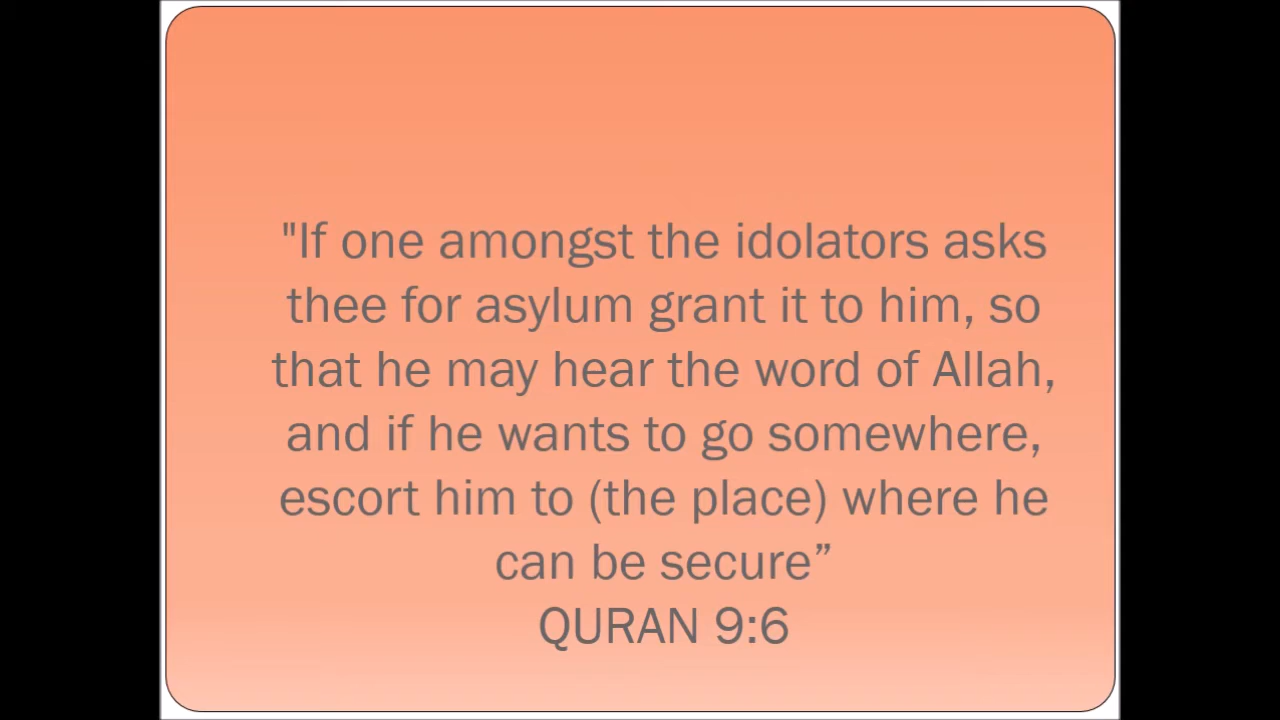 "If one amongst the idolators asks
thee for asylum grant it to him, so
that he may hear the word of Allah,
and if he wants to go somewhere,
escort him to (the place) where he
can be secure”
QURAN 9:6